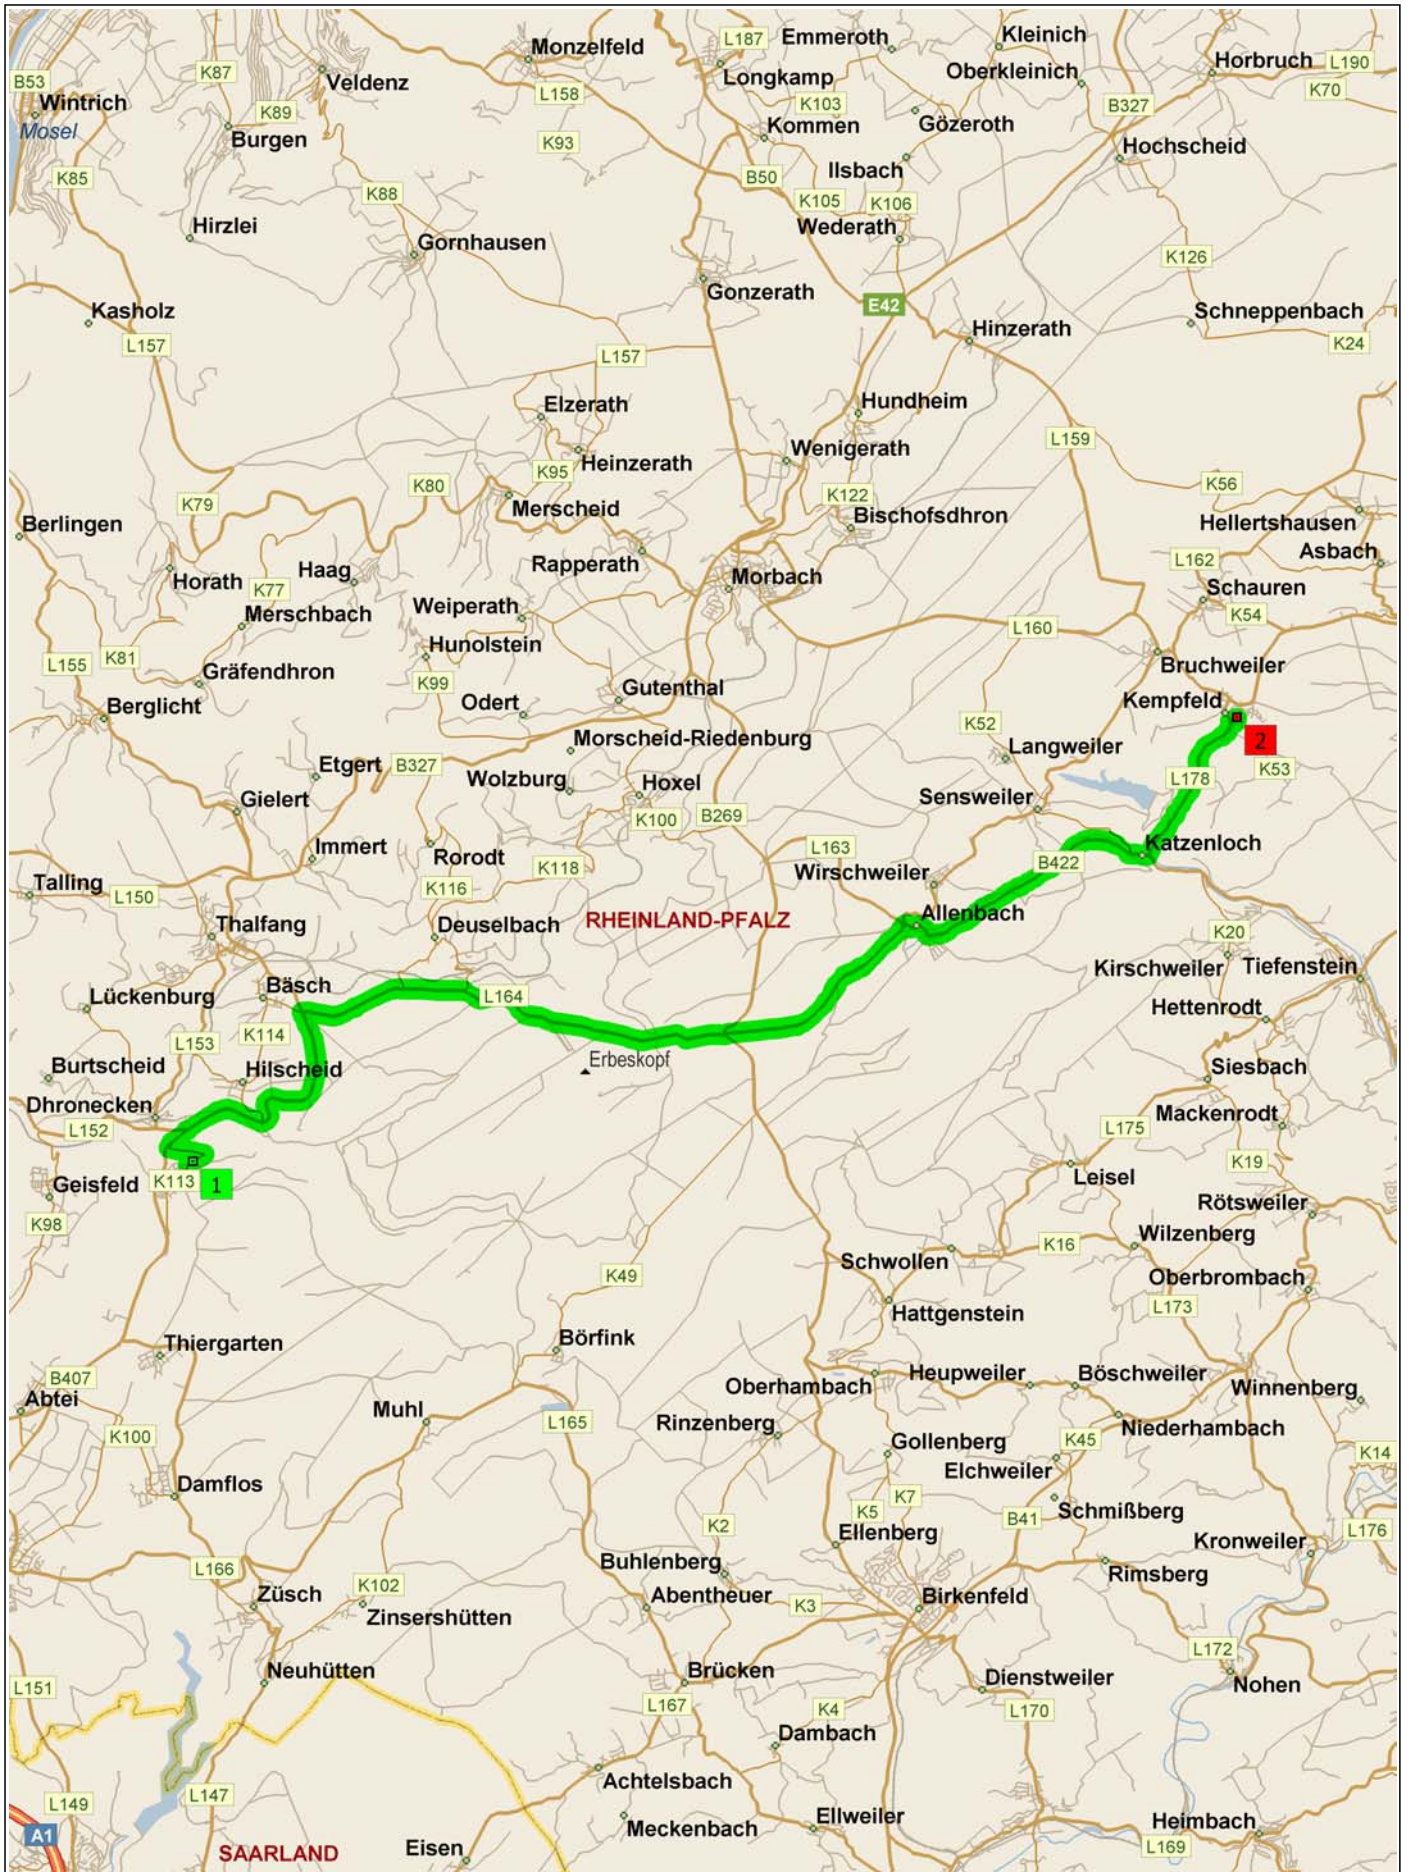 Monzelfeld
L187
Emmeroth
Kleinich
Horbruch
L190
B53
K87
Veldenz
Longkamp
Oberkleinich
K70
Wintrich
K89
L158
K103
B327
Mosel
Burgen
K93
Kommen
Gözeroth
Hochscheid
K85
K88
B50
Ilsbach
K105
K106
Hirzlei
Gornhausen
Wederath
K126
Gonzerath
Kasholz
E42
Schneppenbach
L157
L157
Hinzerath
K24
Elzerath
Hundheim
L159
K95
Heinzerath
Wenigerath
K79
K80
Merscheid
K122
K56
Berlingen
Bischofsdhron
Hellertshausen
Horath
Haag
Rapperath
Morbach
L162
Asbach
K77
Merschbach
Weiperath
Schauren
K54
L155
K81
Hunolstein
L160
Bruchweiler
Gräfendhron
K99
Gutenthal
Kempfeld
Berglicht
Odert
K52
2
Morscheid-Riedenburg
Langweiler
Etgert
B327
Wolzburg
Hoxel
L178
K53
Gielert
K100
B269
Sensweiler
Immert
Rorodt
K118
L163
B422
Katzenloch
Talling
L150
K116
Wirschweiler
Thalfang
Deuselbach
RHEINLAND-PFALZ
Allenbach
K20
Bäsch
Kirschweiler
Tiefenstein
Lückenburg
L164
Hettenrodt
L153
K114
Erbeskopf
Burtscheid
Hilscheid
Siesbach
Dhronecken
L152
L175
Mackenrodt
Geisfeld
K113
1
Leisel
K19
K98
Rötsweiler
Schwollen
K16
Wilzenberg
K49
Oberbrombach
Hattgenstein
L173
Thiergarten
Börfink
B407
Oberhambach
Heupweiler
Böschweiler
Winnenberg
Abtei
Muhl
L165
Rinzenberg
Niederhambach
K100
Gollenberg
K45
Elchweiler
K14
Damflos
K7
K5
Schmißberg
K2
Ellenberg
B41
Kronweiler
L176
L166
Buhlenberg
Rimsberg
Züsch
K102
Abentheuer
K3
Birkenfeld
Zinsershütten
L172
Neuhütten
Brücken
Dienstweiler
Nohen
L151
L167
K4
L170
Dambach
Achtelsbach
L149
L147
Meckenbach
Ellweiler
Heimbach
A1
SAARLAND
Eisen
L169